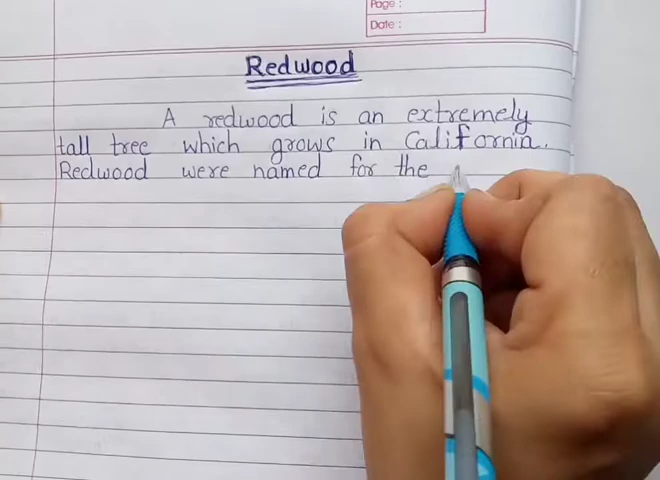 Page :
Date :
Redwood
A redwood is an extremely
tall tree which grows in California.
Redwood were named for the